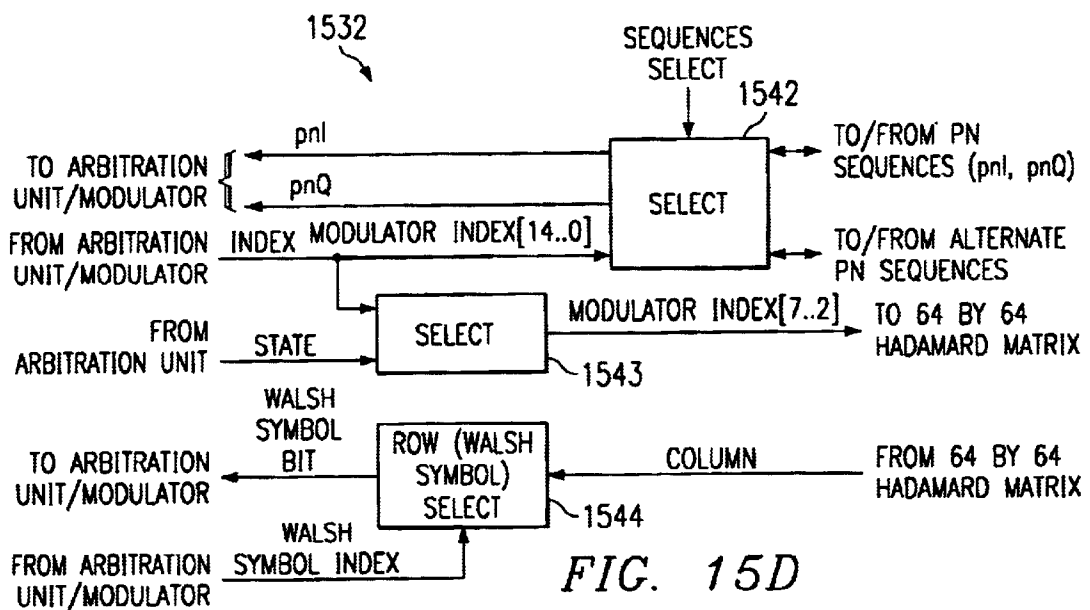 1532
SEQUENCES
SELECT
1542
pnI
TO ARBITRATION
UNIT/MODULATOR
pnQ
SELECT
TO/FROM PN
SEQUENCES (pnI, pnQ)
FROM ARBITRATION
UNIT/MODULATOR
INDEX MODULATOR INDEX[14..0]
TO/FROM ALTERNATE
PN SEQUENCES
FROM
ARBITRATION UNIT
STATE
SELECT
1543
MODULATOR INDEX[7..2]
TO 64 BY 64
HADAMARD MATRIX
WALSH
SYMBOL
BIT
TO ARBITRATION
UNIT/MODULATOR
ROW (WALSH
SYMBOL)
SELECT
1544
COLUMN
FROM 64 BY 64
HADAMARD MATRIX
FROM ARBITRATION
UNIT/MODULATOR
WALSH
SYMBOL INDEX
FIG. 15D